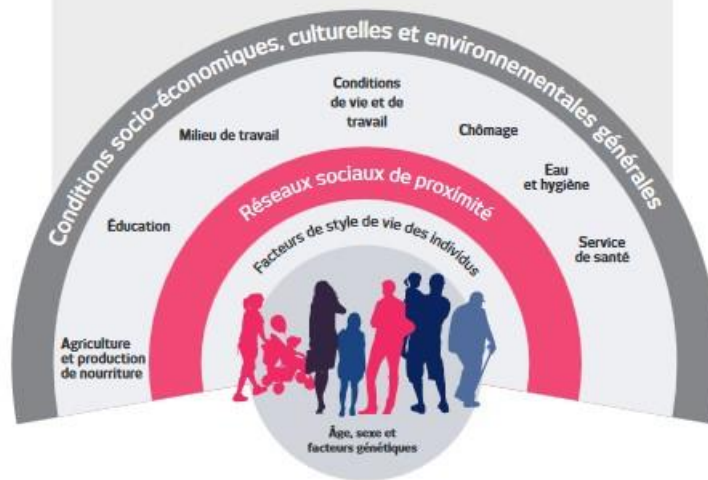 Conditions socio-économiques, culturelles et environnementales générales
Conditions
de vie et de
travail
Milieu de travail
Chômage
Eau
et hygiène
Réseaux sociaux de proximité
Éducation
Facteurs de style de vie des individus
Service
de santé
Agriculture
et production
de nourriture
Âge, sexe et
facteurs génétiques